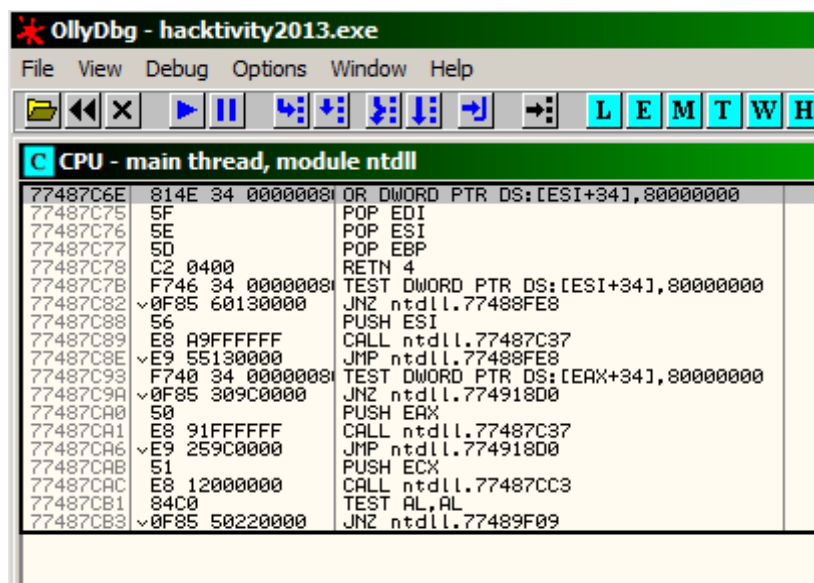 OllyDbg - hacktivity2013.exe
File View Debug Options Window Help
L E M T W H
C CPU - main thread, module ntdll
77487C6E 814E 34 00000080 OR DWORD PTR DS:[ESI+34],80000000
77487C75 5F POP EDI
77487C76 5E POP ESI
77487C77 5D POP EBP
77487C78 C2 0400 RETN 4
77487C7B F746 34 00000080 TEST DWORD PTR DS:[ESI+34],80000000
77487C82 0F85 60130000 JNZ ntdll.77488FE8
77487C88 56 PUSH ESI
77487C89 E8 A9FFFFFF CALL ntdll.77487C37
77487C8E E9 55130000 JMP ntdll.77488FE8
77487C93 F740 34 00000080 TEST DWORD PTR DS:[EAX+34],80000000
77487C9A 0F85 309C0000 JNZ ntdll.774918D0
77487CA0 50 PUSH EAX
77487CA1 E8 91FFFFFF CALL ntdll.77487C37
77487CA6 E9 259C0000 JMP ntdll.774918D0
77487CAB 51 PUSH ECX
77487CAC E8 12000000 CALL ntdll.77487CC3
77487CB1 84C0 TEST AL,AL
77487CB3 0F85 50220000 JNZ ntdll.77489F09